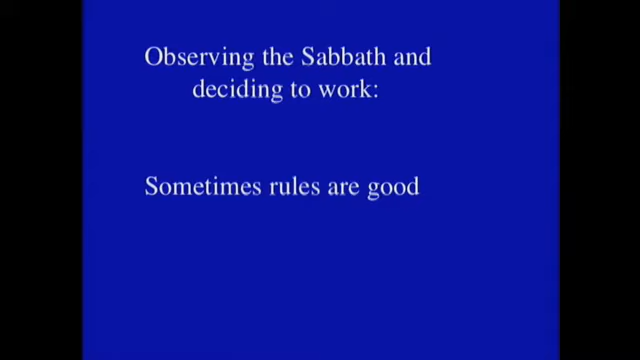 Observing the Sabbath and
deciding to work:
Sometimes rules are good